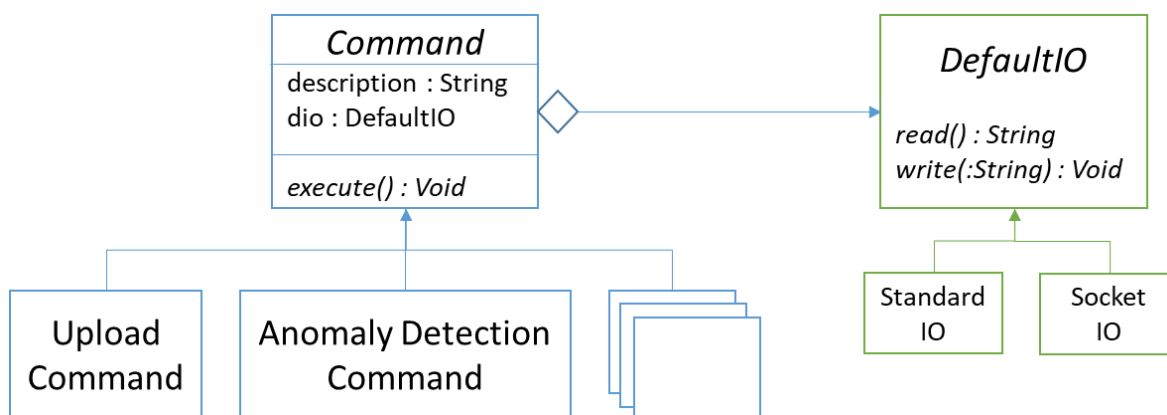 Command
description : String
dio : DefaultIO
execute() : Void
DefaultIO
read() : String
write(:String) : Void
Upload
Command
Anomaly Detection
Command
Standard
IO
Socket
IO